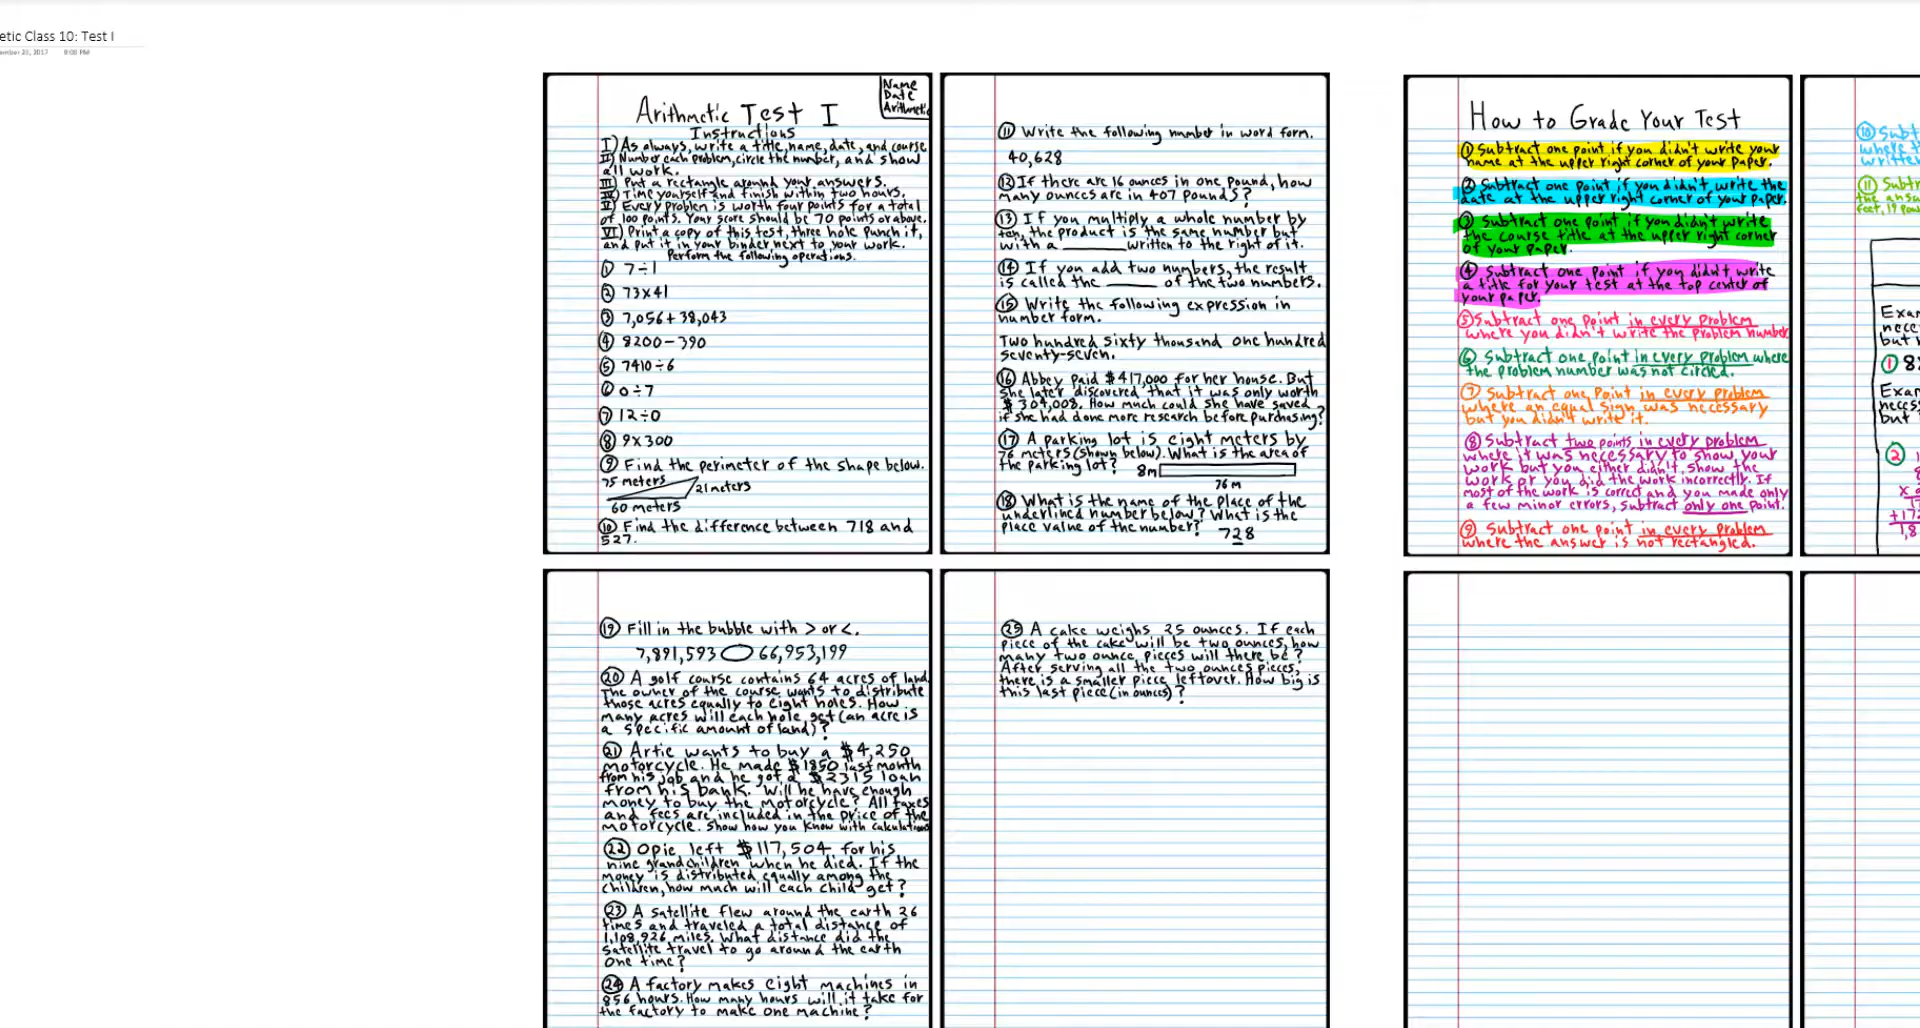 etic Class 10: Test I
ember 20, 2017 8:00 PM
Name
Date
Arithmetic
Arithmetic Test I
Instructions
I) As always, write a title, name, date, and course
II) Number each problem, circle the number, and show
all work.
III) Put a rectangle around your answers.
IV) Time yourself and finish within two hours.
V) Every problem is worth four points for a total
of 100 points. Your score should be 70 points or above.
VI) Print a copy of this test, three hole punch it,
and put it in your binder next to your work.
Perform the following operations.
① 7÷1
② 73×41
③ 7,056+38,043
④ 8200-390
⑤ 7410÷6
⑥ 0÷7
⑦ 12÷0
⑧ 9×300
⑨ Find the perimeter of the shape below.
75 meters
21 meters
60 meters
⑩ Find the difference between 718 and
527.
⑪ Write the following number in word form.
40,628
⑫ If there are 16 ounces in one pound, how
many ounces are in 407 pounds?
⑬ If you multiply a whole number by
ten, the product is the same number but
with a ______ written to the right of it.
⑭ If you add two numbers, the result
is called the ______ of the two numbers.
⑮ Write the following expression in
number form.
Two hundred sixty thousand one hundred
seventy-seven.
⑯ Abbey paid $417,000 for her house. But
she later discovered that it was only worth
$304,008. How much could she have saved
if she had done more research before purchasing?
⑰ A parking lot is eight meters by
76 meters (shown below). What is the area of
the parking lot?
8m
76 m
⑱ What is the name of the place of the
underlined number below? What is the
place value of the number?
728
⑲ Fill in the bubble with > or <.
7,891,593 66,953,199
⑳ A golf course contains 64 acres of land.
The owner of the course wants to distribute
those acres equally to eight holes. How
many acres will each hole get (an acre is
a specific amount of land)?
㉑ Artie wants to buy a $4,250
motorcycle. He made $1850 last month
from his job and he got a $2315 loan
from his bank. Will he have enough
money to buy the motorcycle? All taxes
and fees are included in the price of the
motorcycle. Show how you know with calculations
㉒ Opie left $117,504 for his
nine grandchildren when he died. If the
money is distributed equally among the
children, how much will each child get?
㉓ A satellite flew around the earth 26
times and traveled a total distance of
1,108,926 miles. What distance did the
satellite travel to go around the earth
one time?
㉔ A factory makes eight machines in
856 hours. How many hours will it take for
the factory to make one machine?
㉕ A cake weighs 25 ounces. If each
piece of the cake will be two ounces, how
many two ounce pieces will there be?
After serving all the two ounces pieces,
there is a smaller piece leftover. How big is
this last piece (in ounces)?
How to Grade Your Test
① Subtract one point if you didn't write your
name at the upper right corner of your paper.
② Subtract one point if you didn't write the
date at the upper right corner of your paper.
③ Subtract one point if you didn't write
the course title at the upper right corner
of your paper.
④ Subtract one point if you didn't write
a title for your test at the top center of
your paper.
⑤ Subtract one point in every problem
where you didn't write the problem number
⑥ Subtract one point in every problem where
the problem number was not circled.
⑦ Subtract one point in every problem
where an equal sign was necessary
but you didn't write it.
⑧ Subtract two points in every problem
where it was necessary to show your
work but you either didn't show the
work or you did the work incorrectly. If
most of the work is correct and you made only
a few minor errors, subtract only one point.
⑨ Subtract one point in every problem
where the answer is not rectangled.
⑩ Subt
where th
written
⑪ Subtr
the answ
feet, 19
Exam
nece
but
① 8
Exam
neces
but
②